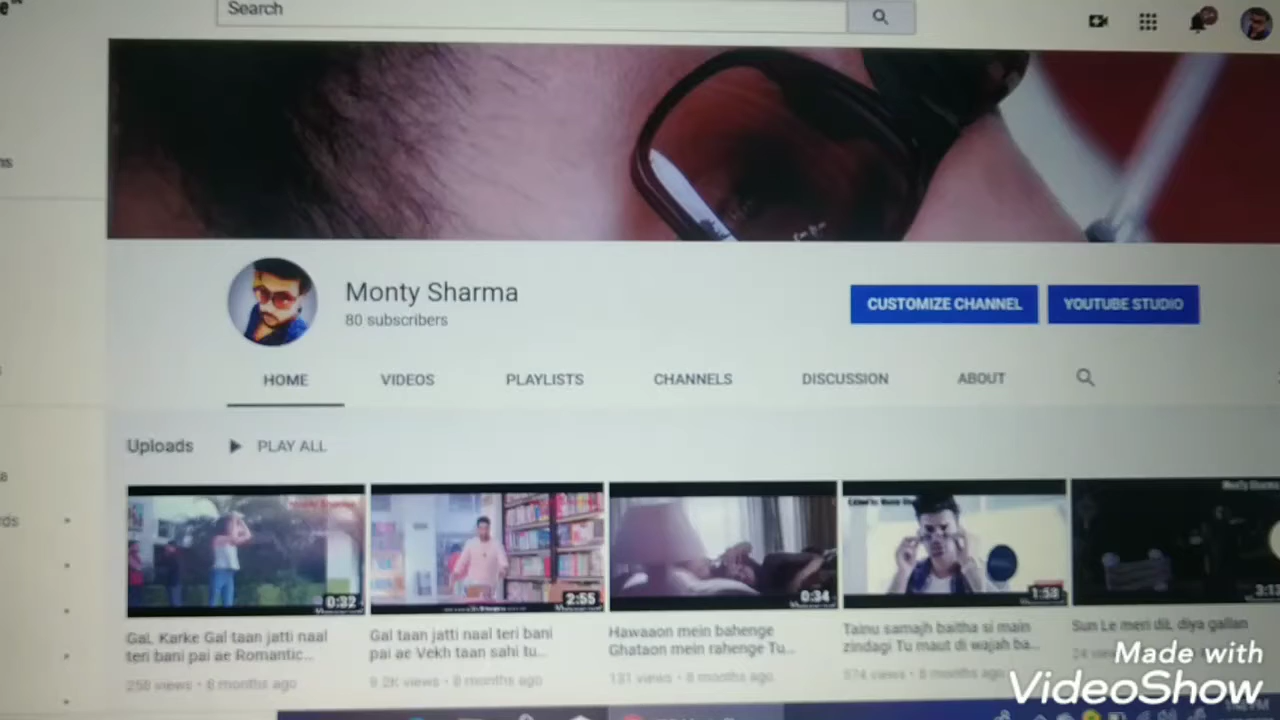 Search
Monty Sharma
80 subscribers
CUSTOMIZE CHANNEL
YOUTUBE STUDIO
HOME
VIDEOS
PLAYLISTS
CHANNELS
DISCUSSION
ABOUT
Uploads
PLAY ALL
0:32
2:55
0:34
1:58
GaL Karke Gal taan jatti naal
teri bani pai ae Romantic...
258 views • 8 months ago
Gal taan jatti naal teri bani
pai ae Vekh taan sahi tu...
9.2K views • 8 months ago
Hawaaon mein bahenge
Ghataon mein rahenge Tu...
131 views • 8 months ago
Tainu samajh baitha si main
zindagi Tu maut di wajah ba...
574 views • 8 months ago
Sun Le meri diL diya gallan
Made with
VideoShow